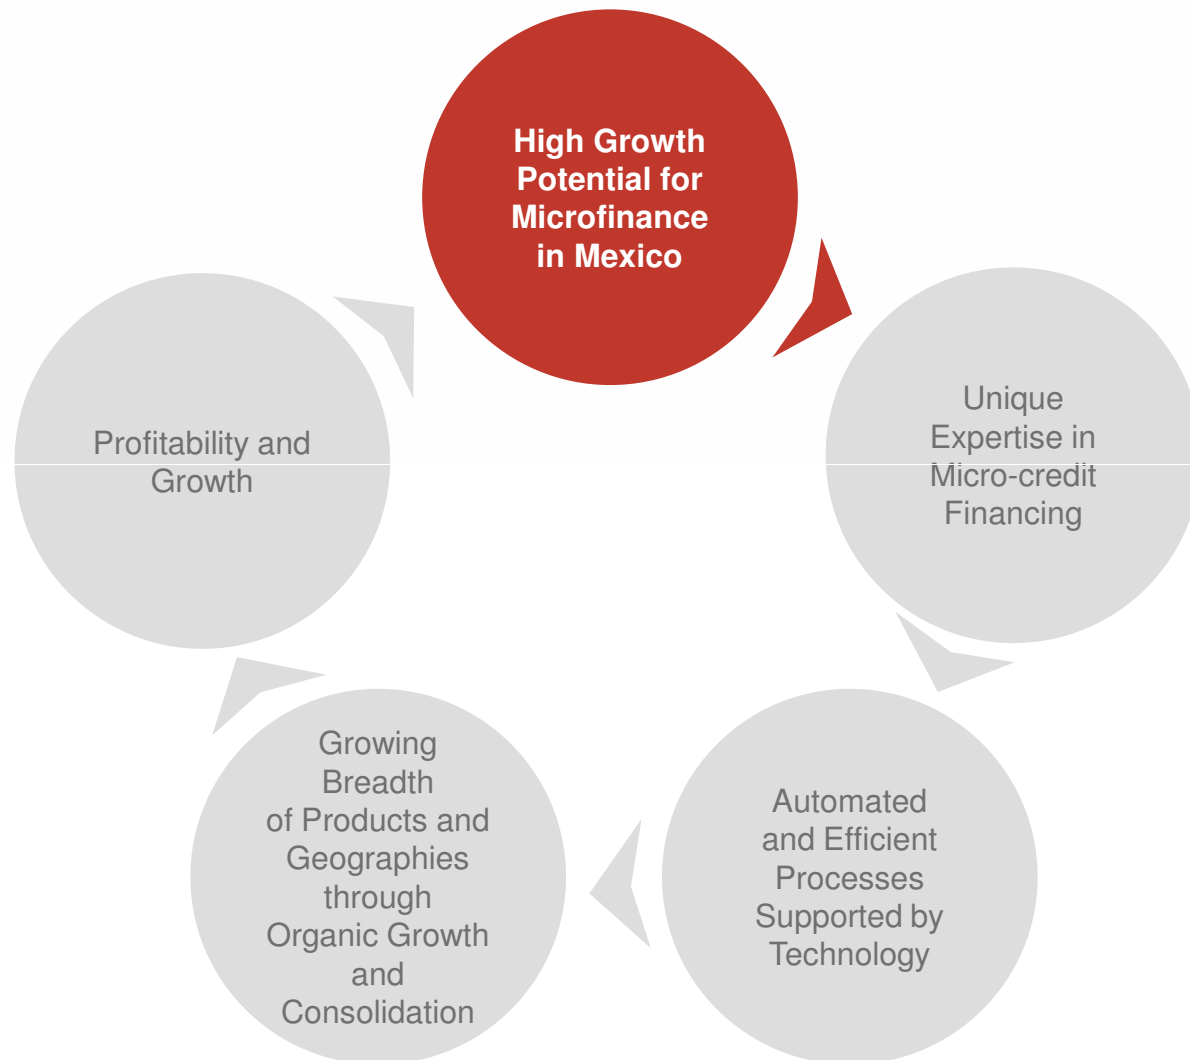 High Growth
Potential for
Microfinance
in Mexico
Unique
Expertise in
Micro-credit
Financing
Automated
and Efficient
Processes
Supported by
Technology
Growing
Breadth
of Products and
Geographies
through
Organic Growth
and
Consolidation
Profitability and
Growth